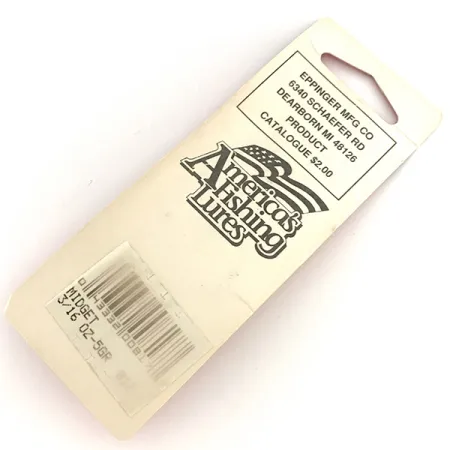 EPPINGER MFG CO
6340 SCHAEFER RD
DEARBORN MI 48126
PRODUCT
CATALOGUE $2.00
America's
Fishing
Lures
MIDGET
3/16 OZ-5GR